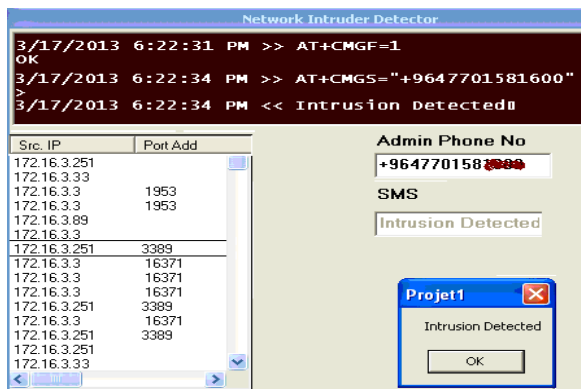 Network Intruder Detector
3/17/2013 6:22:31 PM >> AT+CMGF=1
OK
3/17/2013 6:22:34 PM >> AT+CMGS="+9647701581600"
>
3/17/2013 6:22:34 PM << Intrusion Detected
Src. IP Port Add
172.16.3.251
172.16.3.33
172.16.3.3 1953
172.16.3.3 1953
172.16.3.89
172.16.3.3
172.16.3.251 3389
172.16.3.3 16371
172.16.3.3 16371
172.16.3.3 16371
172.16.3.251 3389
172.16.3.3 16371
172.16.3.251 3389
172.16.3.251
172.16.3.33
Admin Phone No
+964770158
SMS
Intrusion Detected
Projet1
Intrusion Detected
OK